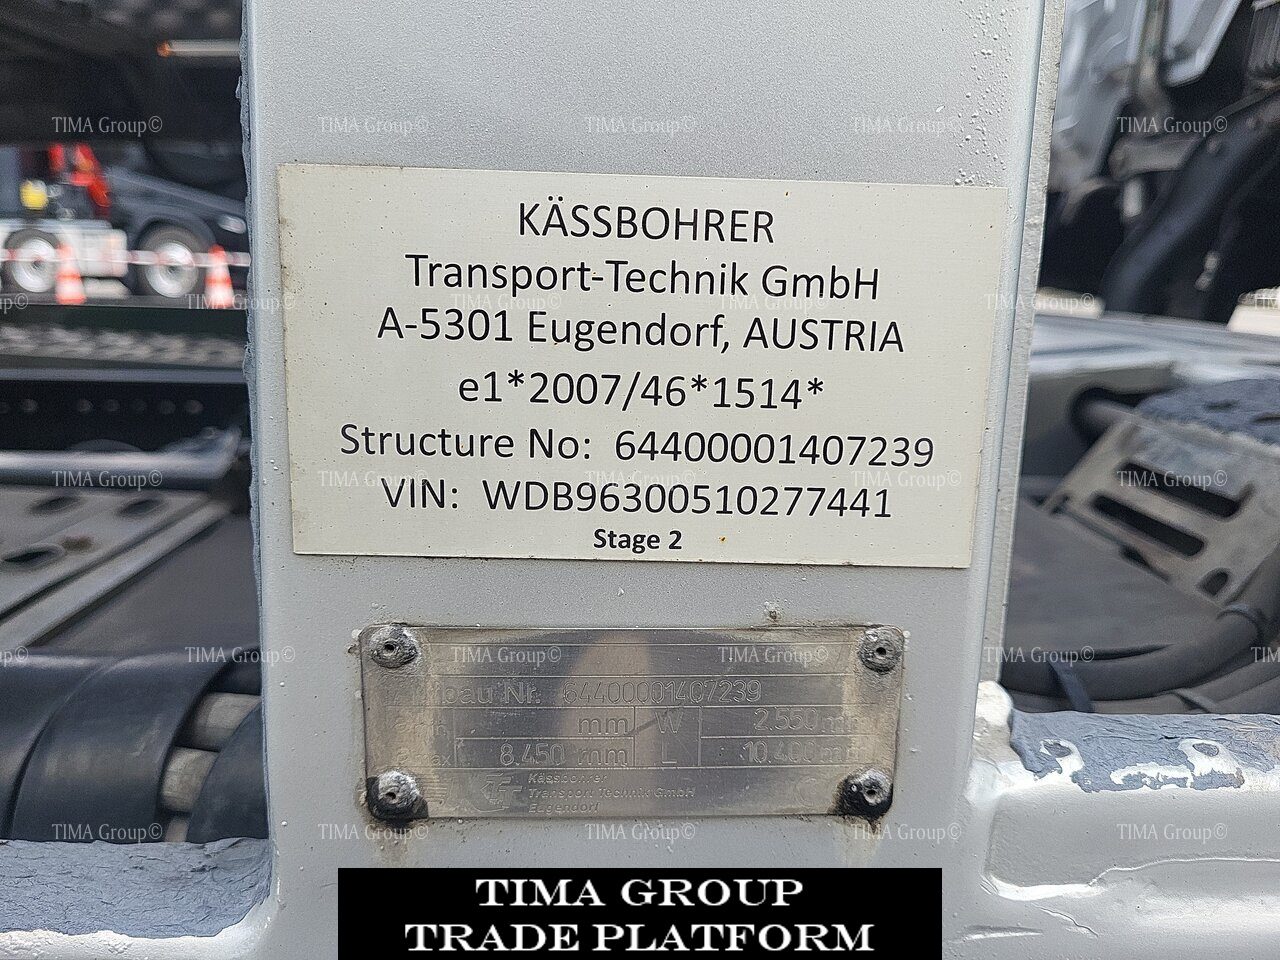 KÄSSBOHRER
Transport-Technik GmbH
A-5301 Eugendorf, AUSTRIA
e1*2007/46*1514*
Structure No: 64400001407239
VIN: WDB96300510277441
Stage 2
Nr. 64400001407239
mm W 2.550
8.450 mm L 10.400
Kässbohrer
Transport Technik GmbH
Eugendorf
TIMA Group©
TIMA GROUP
TRADE PLATFORM